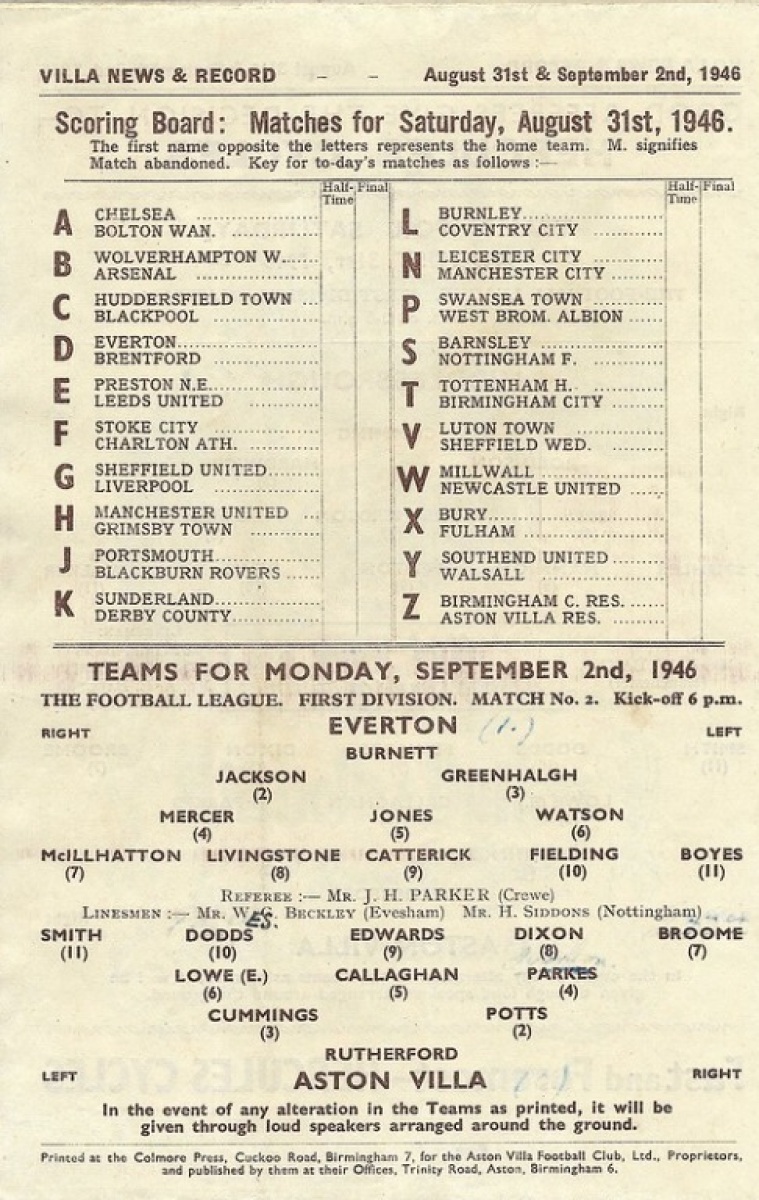 VILLA NEWS & RECORD – – August 31st & September 2nd, 1946
Scoring Board: Matches for Saturday, August 31st, 1946.
The first name opposite the letters represents the home team. M. signifies
Match abandoned. Key for to-day's matches as follows :—
Half-Time Final
A CHELSEA
BOLTON WAN.
B WOLVERHAMPTON W.
ARSENAL
C HUDDERSFIELD TOWN
BLACKPOOL
D EVERTON
BRENTFORD
E PRESTON N.E.
LEEDS UNITED
F STOKE CITY
CHARLTON ATH.
G SHEFFIELD UNITED
LIVERPOOL
H MANCHESTER UNITED
GRIMSBY TOWN
J PORTSMOUTH
BLACKBURN ROVERS
K SUNDERLAND
DERBY COUNTY
Half-Time Final
L BURNLEY
COVENTRY CITY
N LEICESTER CITY
MANCHESTER CITY
P SWANSEA TOWN
WEST BROM. ALBION
S BARNSLEY
NOTTINGHAM F.
T TOTTENHAM H.
BIRMINGHAM CITY
V LUTON TOWN
SHEFFIELD WED.
W MILLWALL
NEWCASTLE UNITED
X BURY
FULHAM
Y SOUTHEND UNITED
WALSALL
Z BIRMINGHAM C. RES.
ASTON VILLA RES.
TEAMS FOR MONDAY, SEPTEMBER 2nd, 1946
THE FOOTBALL LEAGUE. FIRST DIVISION. MATCH No. 2. Kick-off 6 p.m.
RIGHT EVERTON (1.) LEFT
BURNETT
JACKSON GREENHALGH
(2) (3)
MERCER JONES WATSON
(4) (5) (6)
McILLHATTON LIVINGSTONE CATTERICK FIELDING BOYES
(7) (8) (9) (10) (11)
REFEREE :— MR. J. H. PARKER (Crewe)
LINESMEN :— MR. W. ES. BECKLEY (Evesham) MR. H. SIDDONS (Nottingham)
SMITH DODDS EDWARDS DIXON BROOME
(11) (10) (9) (8) (7)
LOWE (E.) CALLAGHAN PARKES
(6) (5) (4)
CUMMINGS POTTS
(3) (2)
RUTHERFORD
LEFT ASTON VILLA RIGHT
In the event of any alteration in the Teams as printed, it will be
given through loud speakers arranged around the ground.
Printed at the Colmore Press, Cuckoo Road, Birmingham 7, for the Aston Villa Football Club, Ltd., Proprietors,
and published by them at their Offices, Trinity Road, Aston, Birmingham 6.